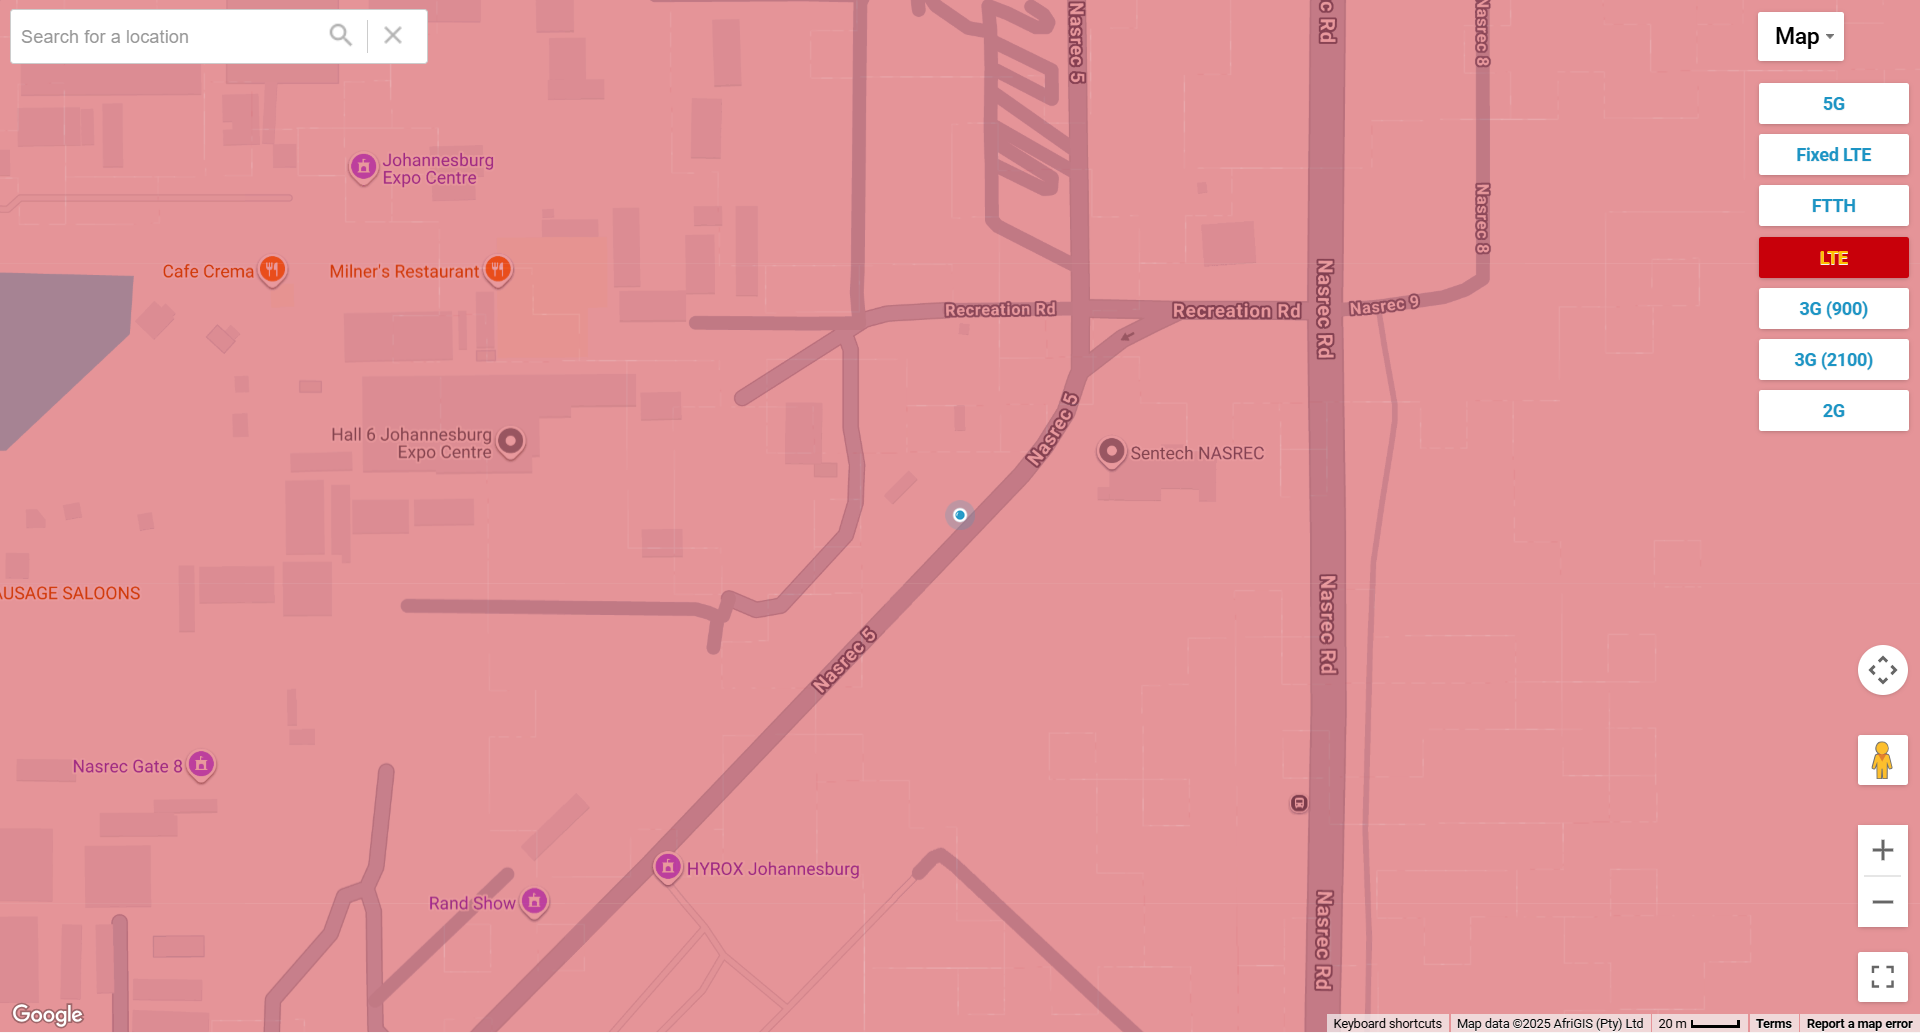 Search for a location
Map
5G
Fixed LTE
FTTH
LTE
3G (900)
3G (2100)
2G
Nasrec 5
Rd
Nasrec 8
Johannesburg
Expo Centre
Nasrec 8
Cafe Crema
Milner's Restaurant
Recreation Rd
Recreation Rd
Nasrec Rd
Nasrec 9
Nasrec 5
Hall 6 Johannesburg
Expo Centre
Sentech NASREC
AUSAGE SALOONS
Nasrec 5
Nasrec Rd
Nasrec Gate 8
HYROX Johannesburg
Rand Show
Nasrec Rd
Google
Keyboard shortcuts
Map data ©2025 AfriGIS (Pty) Ltd
20 m
Terms
Report a map error